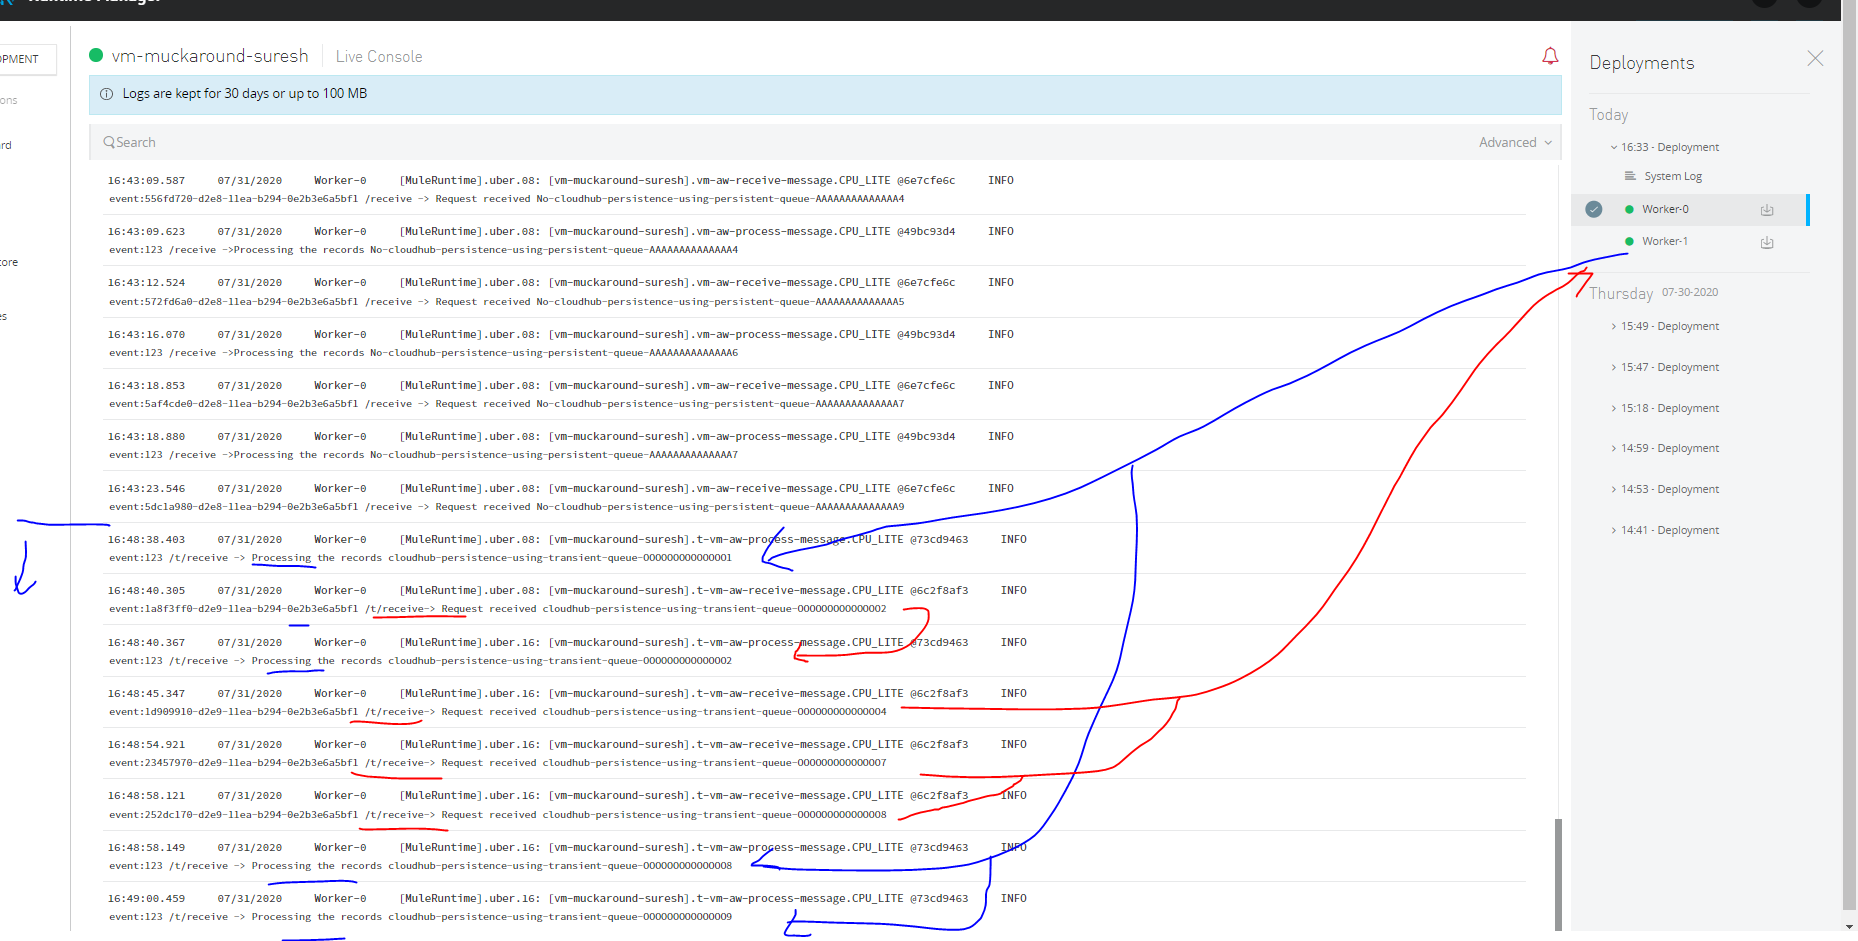 Runtime Manager
OPMENT
ons
rd
ore
es
vm-muckaround-suresh
Live Console
Logs are kept for 30 days or up to 100 MB
Search
Advanced
16:43:09.587 07/31/2020 Worker-0 [MuleRuntime].uber.08: [vm-muckaround-suresh].vm-aw-receive-message.CPU_LITE @6e7cfe6c INFO
event:556fd720-d2e8-11ea-b294-0e2b3e6a5bf1 /receive -> Request received No-cloudhub-persistence-using-persistent-queue-AAAAAAAAAAAAAA4
16:43:09.623 07/31/2020 Worker-0 [MuleRuntime].uber.08: [vm-muckaround-suresh].vm-aw-process-message.CPU_LITE @49bc93d4 INFO
event:123 /receive ->Processing the records No-cloudhub-persistence-using-persistent-queue-AAAAAAAAAAAAAA4
16:43:12.524 07/31/2020 Worker-0 [MuleRuntime].uber.08: [vm-muckaround-suresh].vm-aw-receive-message.CPU_LITE @6e7cfe6c INFO
event:572fd6a0-d2e8-11ea-b294-0e2b3e6a5bf1 /receive -> Request received No-cloudhub-persistence-using-persistent-queue-AAAAAAAAAAAAAA5
16:43:16.070 07/31/2020 Worker-0 [MuleRuntime].uber.08: [vm-muckaround-suresh].vm-aw-process-message.CPU_LITE @49bc93d4 INFO
event:123 /receive ->Processing the records No-cloudhub-persistence-using-persistent-queue-AAAAAAAAAAAAAA6
16:43:18.853 07/31/2020 Worker-0 [MuleRuntime].uber.08: [vm-muckaround-suresh].vm-aw-receive-message.CPU_LITE @6e7cfe6c INFO
event:5af4cde0-d2e8-11ea-b294-0e2b3e6a5bf1 /receive -> Request received No-cloudhub-persistence-using-persistent-queue-AAAAAAAAAAAAAA7
16:43:18.880 07/31/2020 Worker-0 [MuleRuntime].uber.08: [vm-muckaround-suresh].vm-aw-process-message.CPU_LITE @49bc93d4 INFO
event:123 /receive ->Processing the records No-cloudhub-persistence-using-persistent-queue-AAAAAAAAAAAAAA7
16:43:23.546 07/31/2020 Worker-0 [MuleRuntime].uber.08: [vm-muckaround-suresh].vm-aw-receive-message.CPU_LITE @6e7cfe6c INFO
event:5dc1a980-d2e8-11ea-b294-0e2b3e6a5bf1 /receive -> Request received No-cloudhub-persistence-using-persistent-queue-AAAAAAAAAAAAAA9
16:48:38.403 07/31/2020 Worker-0 [MuleRuntime].uber.08: [vm-muckaround-suresh].t-vm-aw-process-message.CPU_LITE @73cd9463 INFO
event:123 /t/receive -> Processing the records cloudhub-persistence-using-transient-queue-OOOOOOOOOOOOOO1
16:48:40.305 07/31/2020 Worker-0 [MuleRuntime].uber.08: [vm-muckaround-suresh].t-vm-aw-receive-message.CPU_LITE @6c2f8af3 INFO
event:1a8f3ff0-d2e9-11ea-b294-0e2b3e6a5bf1 /t/receive-> Request received cloudhub-persistence-using-transient-queue-OOOOOOOOOOOOOO2
16:48:40.367 07/31/2020 Worker-0 [MuleRuntime].uber.16: [vm-muckaround-suresh].t-vm-aw-process-message.CPU_LITE @73cd9463 INFO
event:123 /t/receive -> Processing the records cloudhub-persistence-using-transient-queue-OOOOOOOOOOOOOO2
16:48:45.347 07/31/2020 Worker-0 [MuleRuntime].uber.16: [vm-muckaround-suresh].t-vm-aw-receive-message.CPU_LITE @6c2f8af3 INFO
event:1d909910-d2e9-11ea-b294-0e2b3e6a5bf1 /t/receive-> Request received cloudhub-persistence-using-transient-queue-OOOOOOOOOOOOOO4
16:48:54.921 07/31/2020 Worker-0 [MuleRuntime].uber.16: [vm-muckaround-suresh].t-vm-aw-receive-message.CPU_LITE @6c2f8af3 INFO
event:23457970-d2e9-11ea-b294-0e2b3e6a5bf1 /t/receive-> Request received cloudhub-persistence-using-transient-queue-OOOOOOOOOOOOOO7
16:48:58.121 07/31/2020 Worker-0 [MuleRuntime].uber.16: [vm-muckaround-suresh].t-vm-aw-receive-message.CPU_LITE @6c2f8af3 INFO
event:252dc170-d2e9-11ea-b294-0e2b3e6a5bf1 /t/receive-> Request received cloudhub-persistence-using-transient-queue-OOOOOOOOOOOOOO8
16:48:58.149 07/31/2020 Worker-0 [MuleRuntime].uber.16: [vm-muckaround-suresh].t-vm-aw-process-message.CPU_LITE @73cd9463 INFO
event:123 /t/receive -> Processing the records cloudhub-persistence-using-transient-queue-OOOOOOOOOOOOOO8
16:49:00.459 07/31/2020 Worker-0 [MuleRuntime].uber.16: [vm-muckaround-suresh].t-vm-aw-process-message.CPU_LITE @73cd9463 INFO
event:123 /t/receive -> Processing the records cloudhub-persistence-using-transient-queue-OOOOOOOOOOOOOO9
Deployments
Today
16:33 - Deployment
System Log
Worker-0
Worker-1
Thursday 07-30-2020
15:49 - Deployment
15:47 - Deployment
15:18 - Deployment
14:59 - Deployment
14:53 - Deployment
14:41 - Deployment